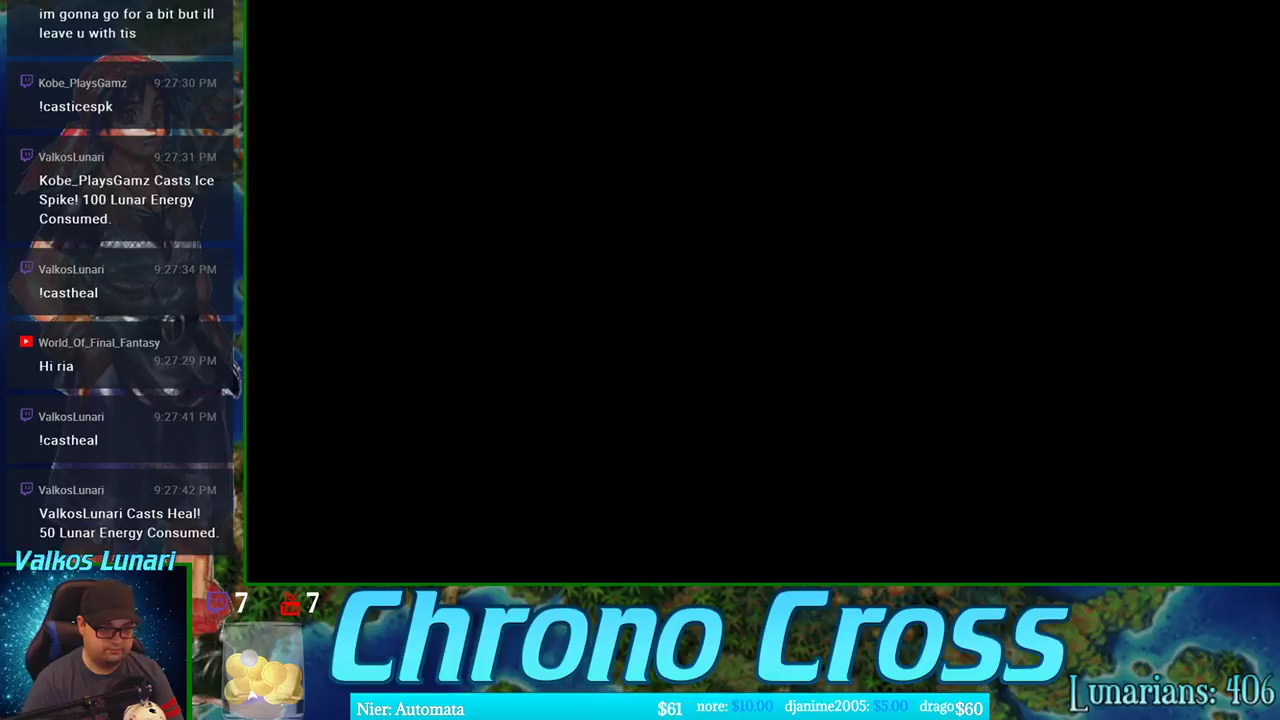 im gonna go for a bit but ill
leave u with tis
Kobe_PlaysGamz 9:27:30 PM
!casticespk
ValkosLunari 9:27:31 PM
Kobe_PlaysGamz Casts Ice
Spike! 100 Lunar Energy
Consumed.
ValkosLunari 9:27:34 PM
!castheal
World_Of_Final_Fantasy
9:27:29 PM
Hi ria
ValkosLunari 9:27:41 PM
!castheal
ValkosLunari 9:27:42 PM
ValkosLunari Casts Heal!
50 Lunar Energy Consumed.
Valkos Lunari
7 7
Chrono Cross
Lunarians: 406
Nier: Automata $61 nore: $10.00 djanime2005: $5.00 drago $60